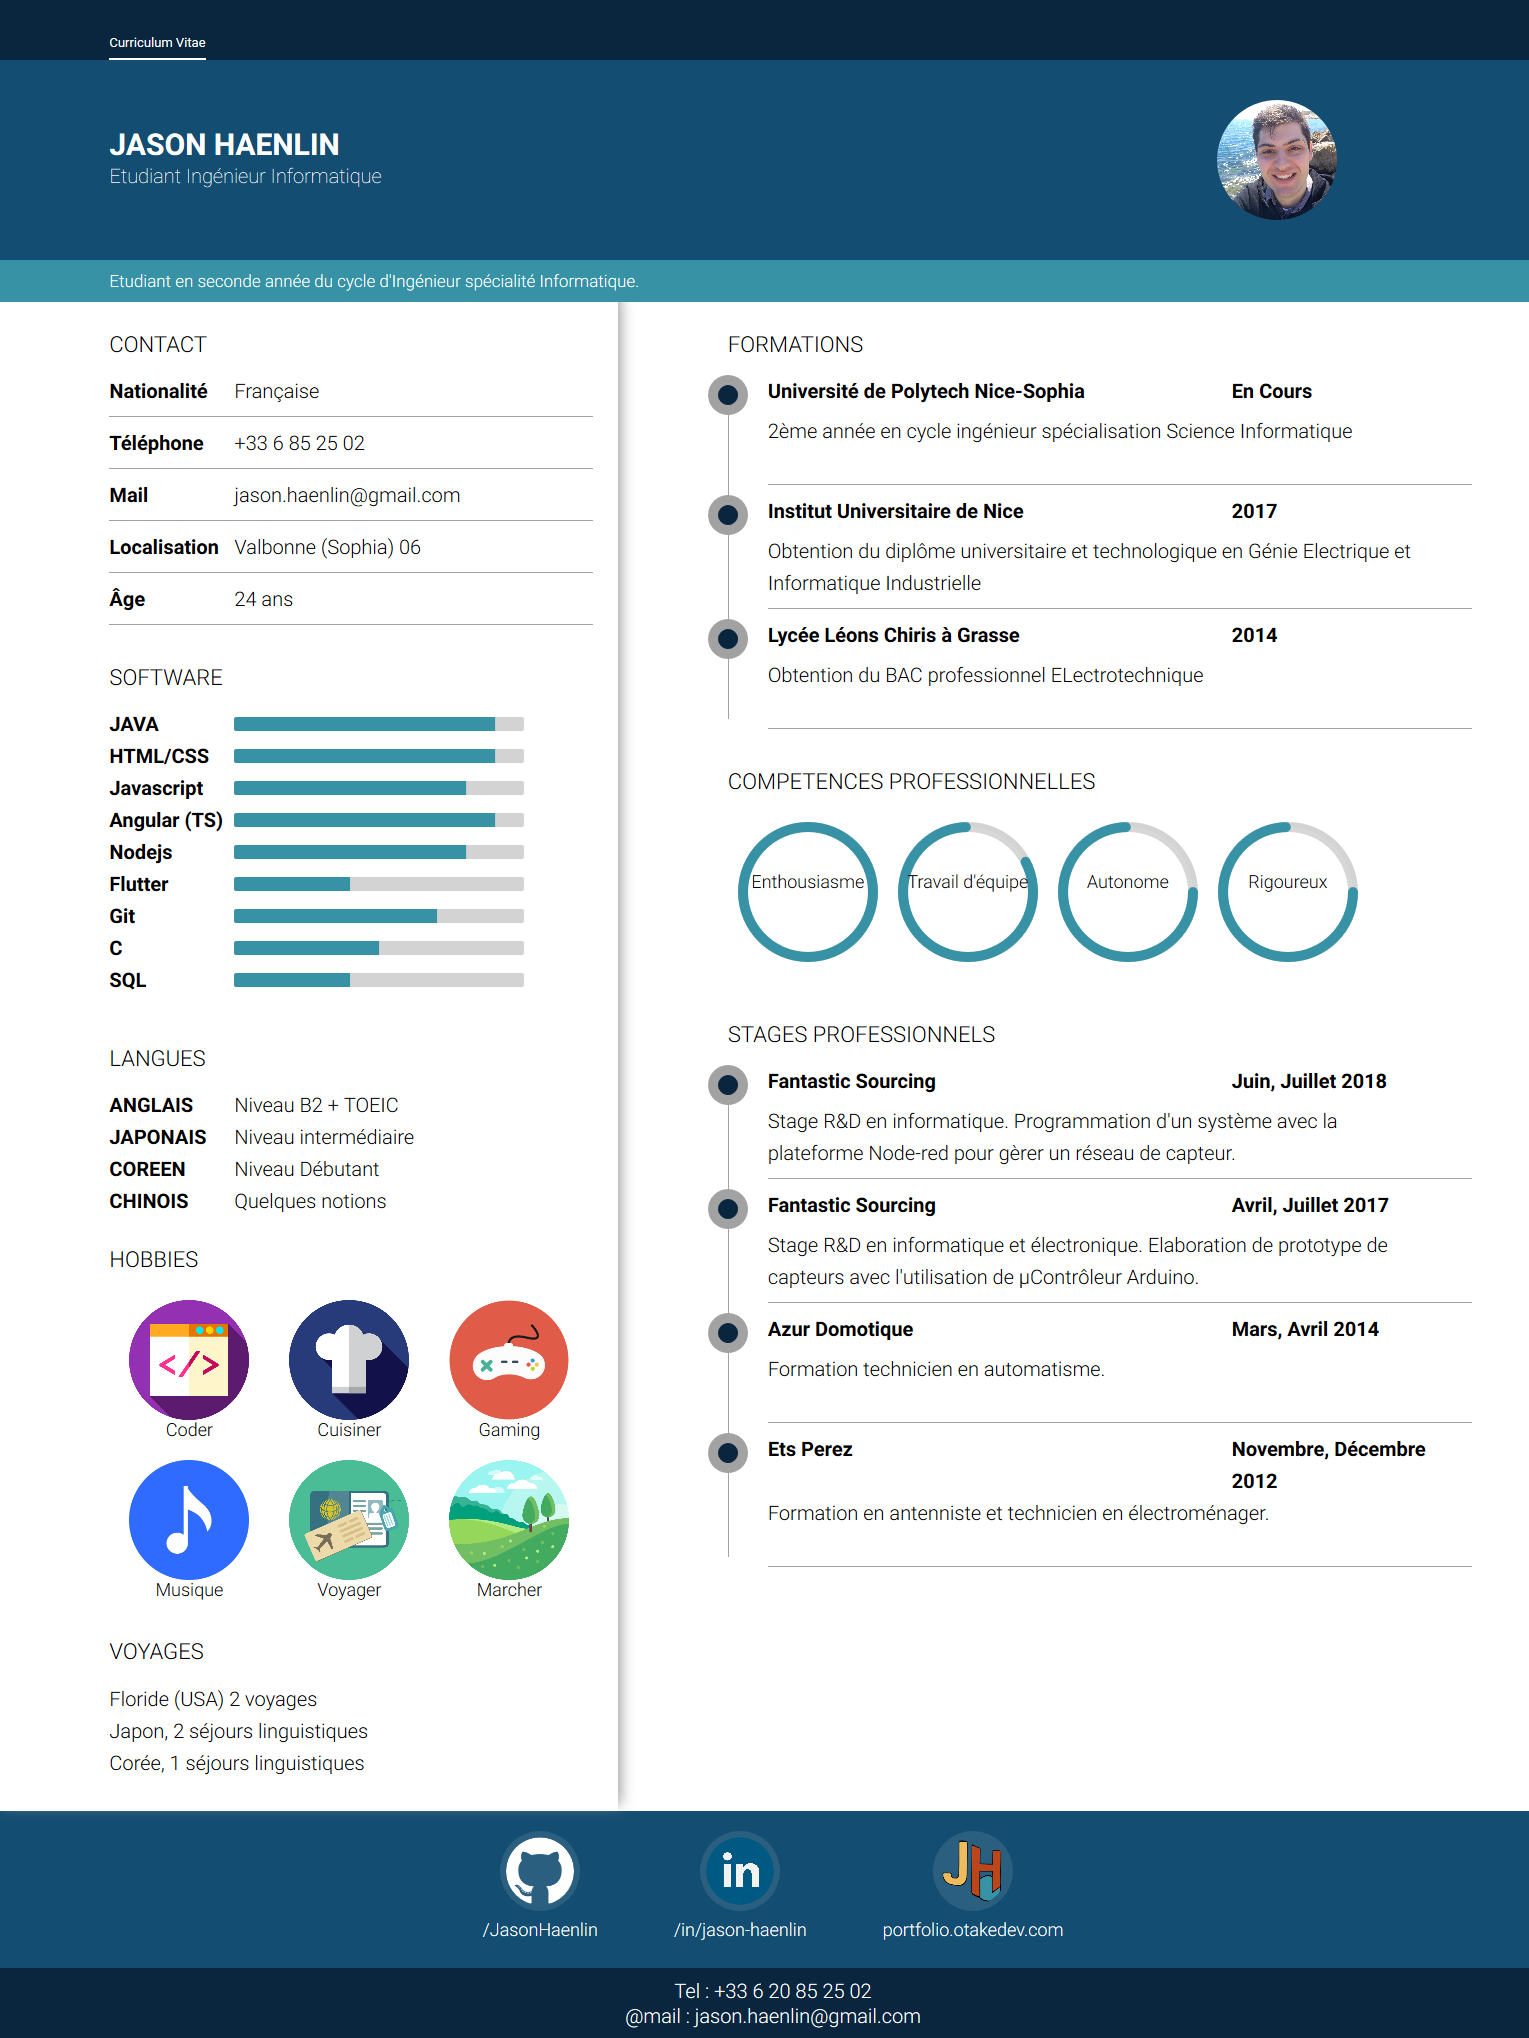 Curriculum Vitae
JASON HAENLIN
Etudiant Ingénieur Informatique
Etudiant en seconde année du cycle d'Ingénieur spécialité Informatique.
CONTACT
Nationalité Française
Téléphone +33 6 85 25 02
Mail jason.haenlin@gmail.com
Localisation Valbonne (Sophia) 06
Âge 24 ans
SOFTWARE
JAVA
HTML/CSS
Javascript
Angular (TS)
Nodejs
Flutter
Git
C
SQL
LANGUES
ANGLAIS Niveau B2 + TOEIC
JAPONAIS Niveau intermédiaire
COREEN Niveau Débutant
CHINOIS Quelques notions
HOBBIES
</>
Coder Cuisiner Gaming
Musique Voyager Marcher
VOYAGES
Floride (USA) 2 voyages
Japon, 2 séjours linguistiques
Corée, 1 séjours linguistiques
FORMATIONS
Université de Polytech Nice-Sophia En Cours
2ème année en cycle ingénieur spécialisation Science Informatique
Institut Universitaire de Nice 2017
Obtention du diplôme universitaire et technologique en Génie Electrique et
Informatique Industrielle
Lycée Léons Chiris à Grasse 2014
Obtention du BAC professionnel ELectrotechnique
COMPETENCES PROFESSIONNELLES
Enthousiasme Travail d'équipe Autonome Rigoureux
STAGES PROFESSIONNELS
Fantastic Sourcing Juin, Juillet 2018
Stage R&D en informatique. Programmation d'un système avec la
plateforme Node-red pour gèrer un réseau de capteur.
Fantastic Sourcing Avril, Juillet 2017
Stage R&D en informatique et électronique. Elaboration de prototype de
capteurs avec l'utilisation de µContrôleur Arduino.
Azur Domotique Mars, Avril 2014
Formation technicien en automatisme.
Ets Perez Novembre, Décembre
2012
Formation en antenniste et technicien en électroménager.
in JH
/JasonHaenlin /in/jason-haenlin portfolio.otakedev.com
Tel : +33 6 20 85 25 02
@mail : jason.haenlin@gmail.com